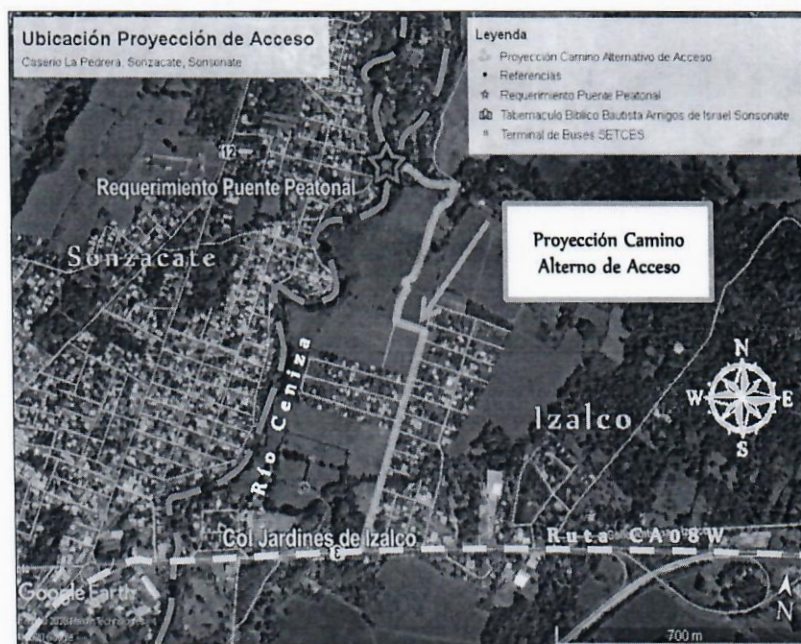 Ubicación Proyección de Acceso
Caserío La Pedrera, Sonzacate, Sonsonate
Leyenda
Proyección Camino Alternativo de Acceso
Referencias
Requerimiento Puente Peatonal
Tabernaculo Biblico Bautista Amigos de Israel Sonsonate
Terminal de Buses SETCES
12
Requerimiento Puente Peatonal
Proyección Camino
Alterno de Acceso
Sonzacate
Río Ceniza
Izalco
N
W E
S
Col Jardines de Izalco
Ruta CA08W
Google Earth
N
700 m